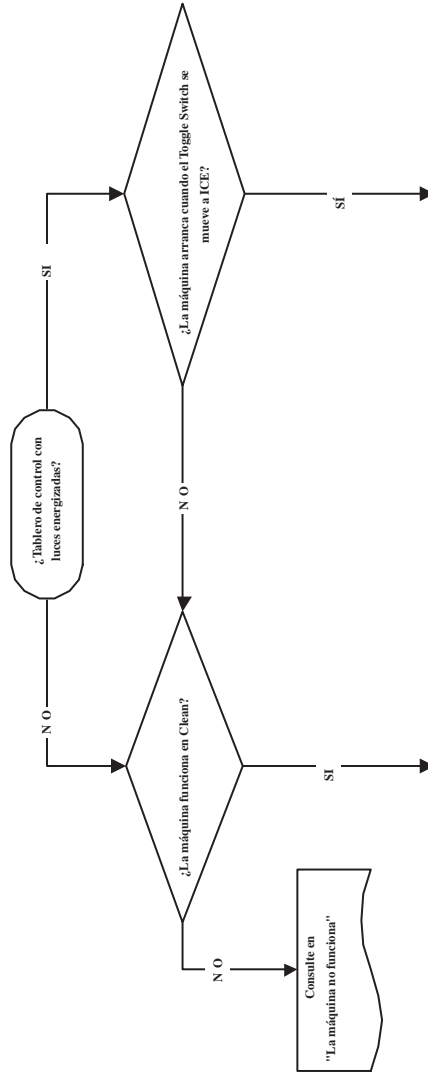 ¿Tablero de control con
luces energizadas?
N O
SI
¿La máquina funciona en Clean?
N O
¿La máquina arranca cuando el Toggle Switch se
mueve a ICE?
N O
SI
SÍ
Consulte en
"La máquina no funciona"